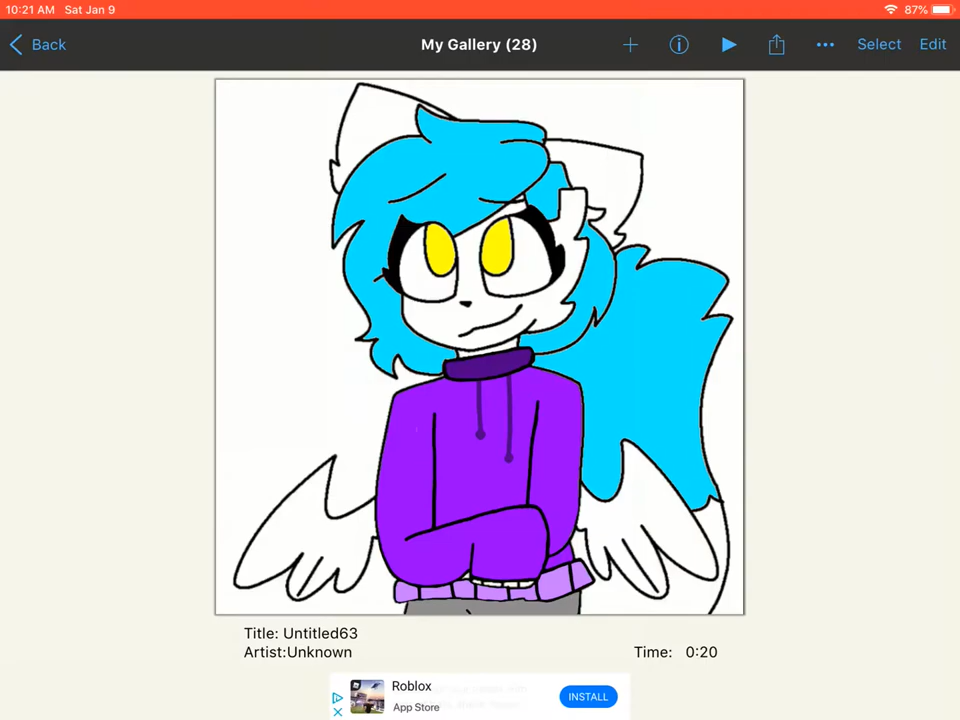 10:21 AM Sat Jan 9 87%
Back My Gallery (28) Select Edit
Title: Untitled63
Artist:Unknown Time: 0:20
Roblox
App Store
INSTALL